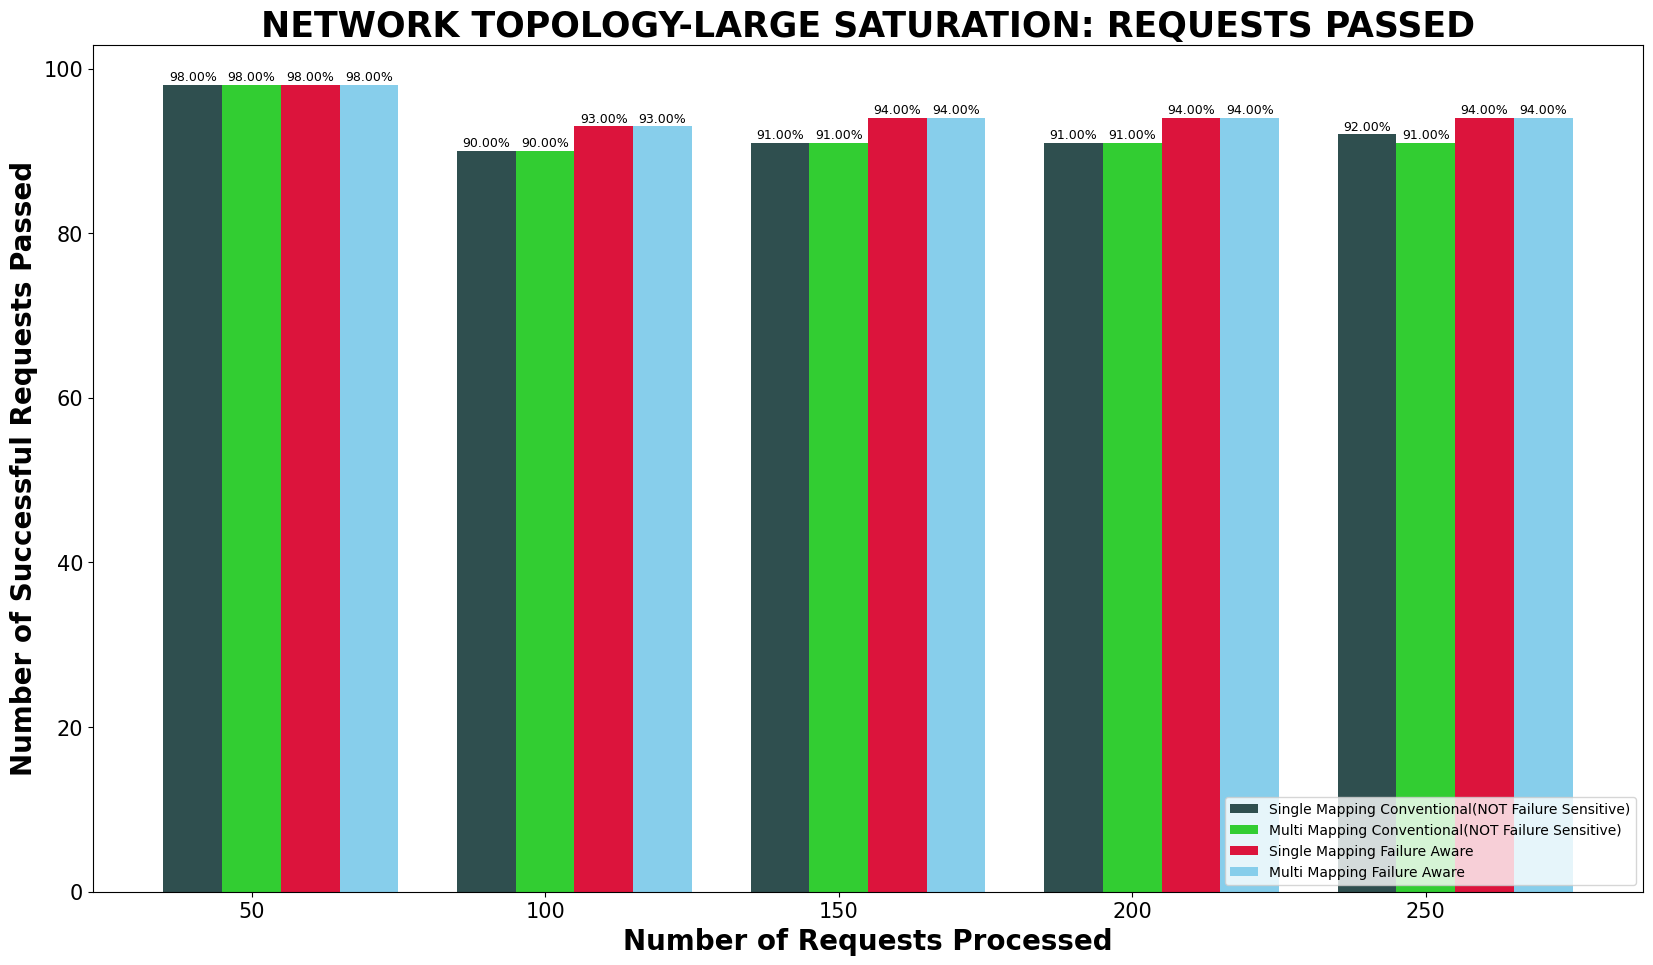 NETWORK TOPOLOGY-LARGE SATURATION: REQUESTS PASSED
Number of Successful Requests Passed
100
80
60
40
20
0
98.00% 98.00% 98.00% 98.00%
90.00% 90.00% 93.00% 93.00%
91.00% 91.00% 94.00% 94.00%
91.00% 91.00% 94.00% 94.00%
92.00% 91.00% 94.00% 94.00%
Single Mapping Conventional(NOT Failure Sensitive)
Multi Mapping Conventional(NOT Failure Sensitive)
Single Mapping Failure Aware
Multi Mapping Failure Aware
50 100 150 200 250
Number of Requests Processed